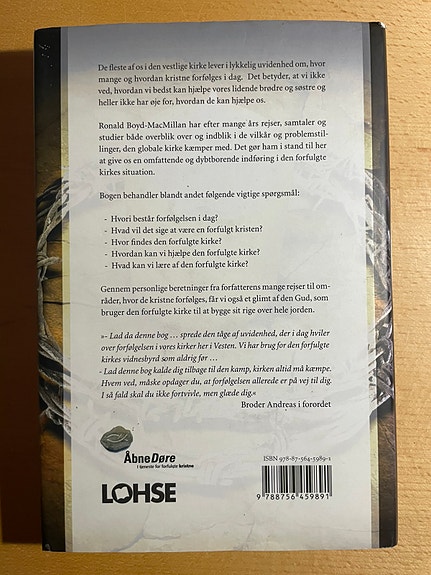 De fleste af os i den vestlige kirke lever i lykkelig uvidenhed om, hvor
mange og hvordan kristne forfølges i dag. Det betyder, at vi ikke
ved, hvordan vi bedst kan hjælpe vores lidende brødre og søstre og
heller ikke har øje for, hvordan de kan hjælpe os.
Ronald Boyd-MacMillan har efter mange års rejser, samtaler og
studier både overblik over og indblik i de vilkår og problemstil-
linger, den globale kirke kæmper med. Det gør ham i stand til her
at give os en omfattende og dybtborende indføring i den forfulgte
kirkes situation.
Bogen behandler blandt andet følgende vigtige spørgsmål:
- Hvori består forfølgelsen i dag?
- Hvad vil det sige at være en forfulgt kristen?
- Hvor findes den forfulgte kirke?
- Hvordan kan vi hjælpe den forfulgte kirke?
- Hvad kan vi lære af den forfulgte kirke?
Gennem personlige beretninger fra forfatterens mange rejser til om-
råder, hvor de kristne forfølges, får vi også et glimt af den Gud, som
bruger den forfulgte kirke til at bygge sit rige over hele jorden.
»- Lad da denne bog ... sprede den tåge af uvidenhed, der i dag hviler
over forfølgelsen i vores kirker her i Vesten. Vi har brug for den forfulgte
kirkes vidnesbyrd som aldrig før ...
- Lad denne bog kalde dig tilbage til den kamp, kirken altid må kæmpe.
Hvem ved, måske opdager du, at forfølgelsen allerede er på vej til dig.
I så fald skal du ikke fortvivle, men glæde dig.«
Broder Andreas i forordet
ÅbneDøre
I tjeneste for forfulgte kristne
LOHSE
ISBN 978-87-564-5989-1
9 788756 459891